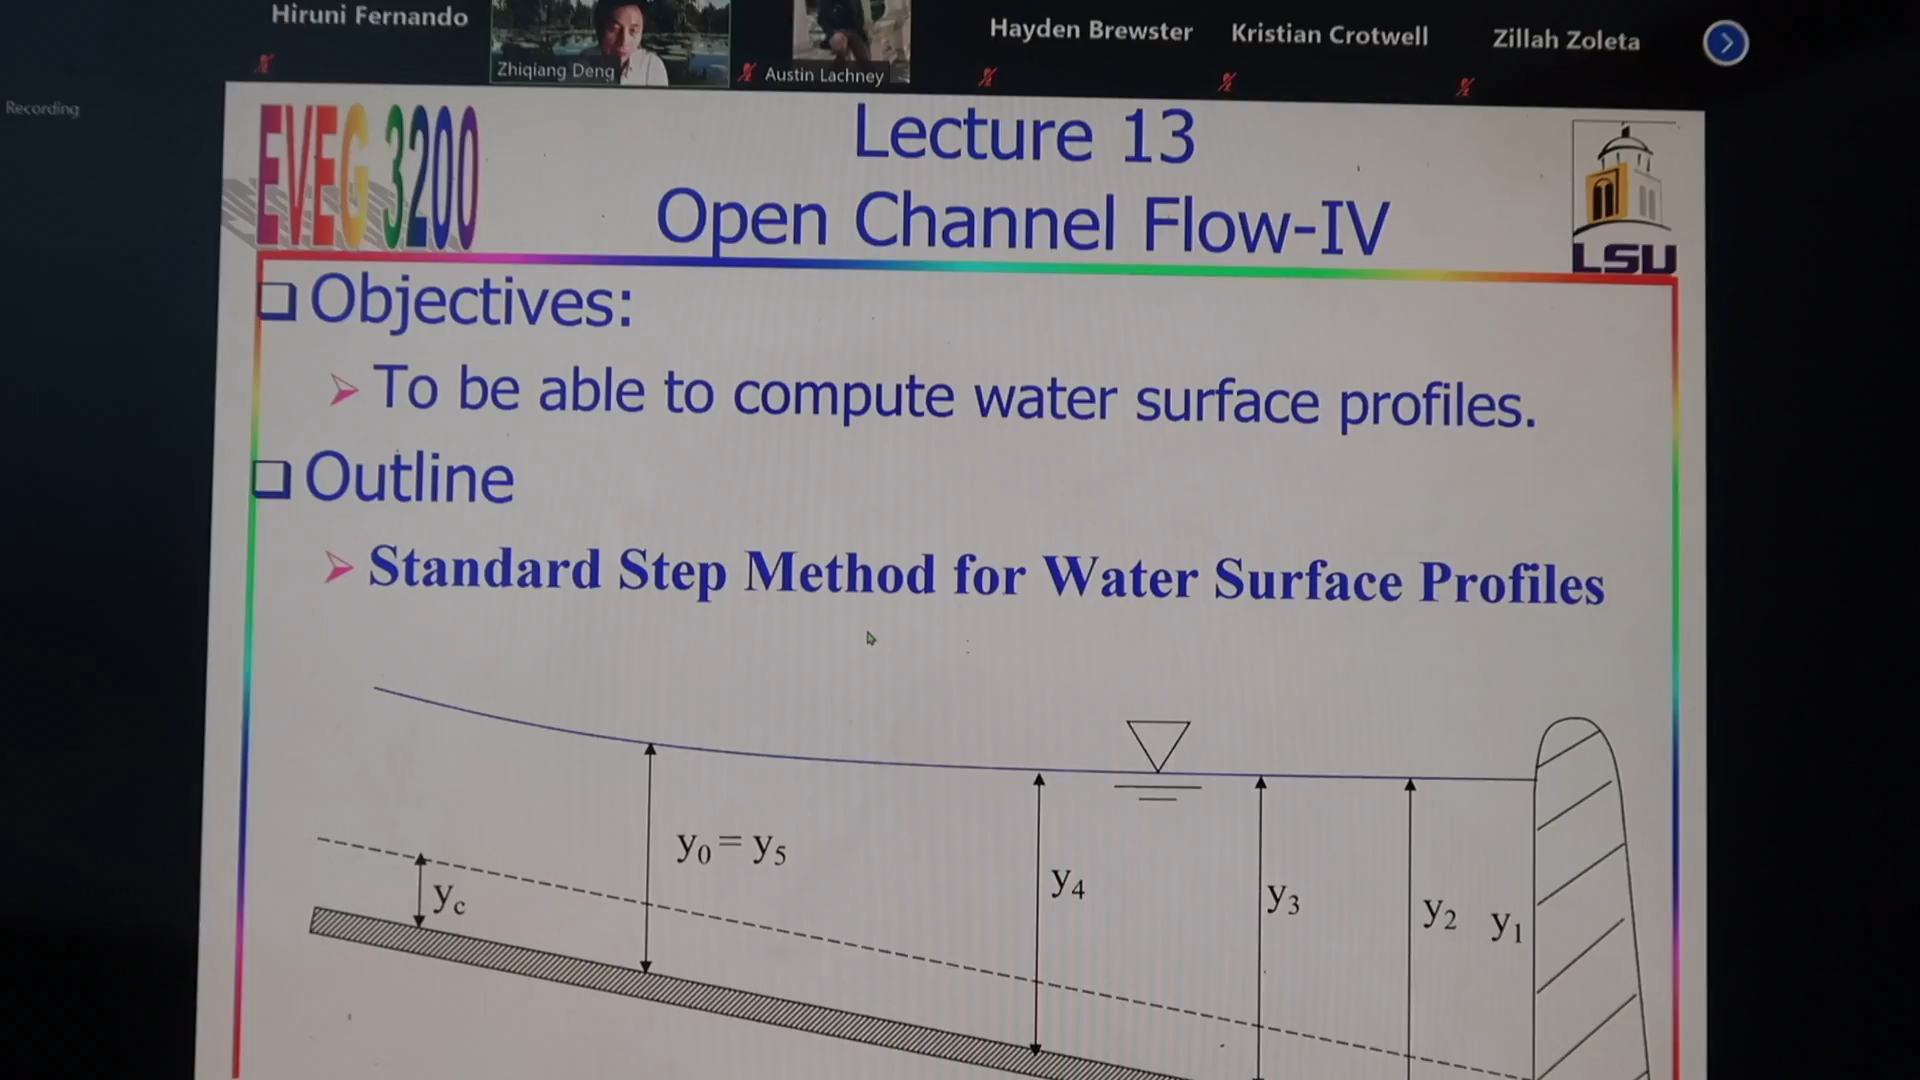 Hiruni Fernando
Zhiqiang Deng
Austin Lachney
Hayden Brewster
Kristian Crotwell
Zillah Zoleta
Recording
EVEG 3200
Lecture 13
Open Channel Flow-IV
LSU
Objectives:
To be able to compute water surface profiles.
Outline
Standard Step Method for Water Surface Profiles
y₀ = y₅
y₄
y₃
y₂
y₁
yc